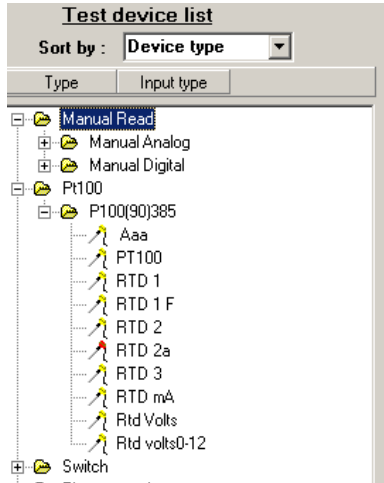 Test device list
Sort by : Device type
Type Input type
Manual Read
Manual Analog
Manual Digital
Pt100
P100(90)385
Aaa
PT100
RTD 1
RTD 1 F
RTD 2
RTD 2a
RTD 3
RTD mA
Rtd Volts
Rtd volts0-12
Switch